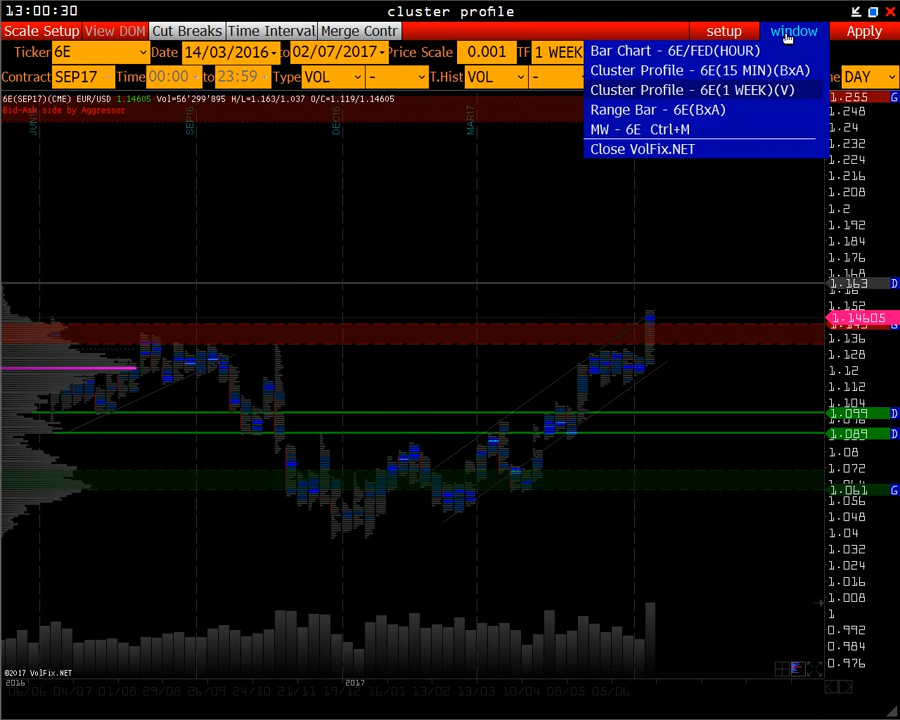 13:00:30 cluster profile
Scale Setup View DOM Cut Breaks Time Interval Merge Contr setup window Apply
Ticker 6E Date 14/03/2016 to 02/07/2017 Price Scale 0.001 TF 1 WEEK
Contract SEP17 Time 00:00 - 23:59 Type VOL - T.Hist VOL - DAY
Bar Chart - 6E/FED(HOUR)
Cluster Profile - 6E(15 MIN)(BxA)
Cluster Profile - 6E(1 WEEK)(V)
Range Bar - 6E(BxA)
MW - 6E Ctrl+M
Close VolFix.NET
6E(SEP17)(CME) EUR/USD 1.14605 Vol=56'299'895 H/L=1.163/1.037 O/C=1.119/1.14605
Bid-Ask side by Aggressor
JUN16 SEP16 DEC16 MAR17
1.255 G
1.248
1.24
1.232
1.224
1.216
1.208
1.2
1.192
1.184
1.176
1.168
1.163 D
1.152
1.14605
1.136
1.128
1.12
1.112
1.104
1.099 D
1.089 D
1.08
1.072
1.061 G
1.056
1.048
1.04
1.032
1.024
1.016
1.008
1
0.992
0.984
0.976
©2017 VolFix.NET
2016 2017
06/06 04/07 01/08 29/08 26/09 24/10 21/11 19/12 16/01 13/02 13/03 10/04 08/05 05/06